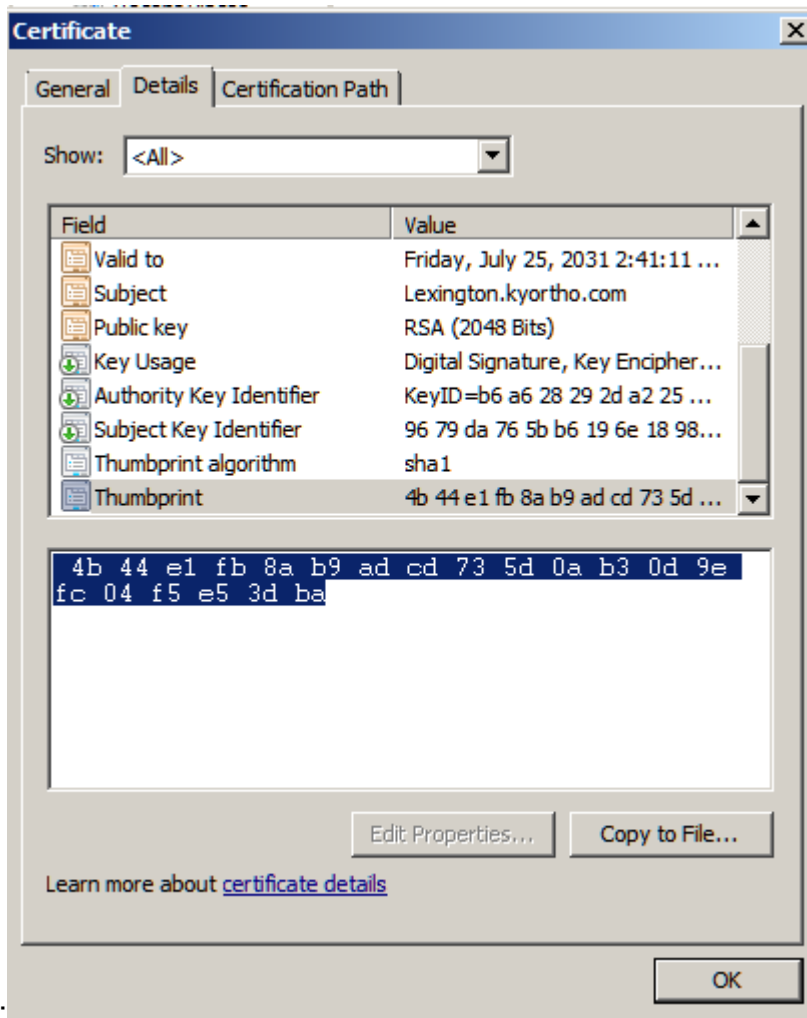 Certificate
General Details Certification Path
Show: <All>
Field Value
Valid to Friday, July 25, 2031 2:41:11 ...
Subject Lexington.kyortho.com
Public key RSA (2048 Bits)
Key Usage Digital Signature, Key Encipher...
Authority Key Identifier KeyID=b6 a6 28 29 2d a2 25 ...
Subject Key Identifier 96 79 da 76 5b b6 19 6e 18 98...
Thumbprint algorithm sha1
Thumbprint 4b 44 e1 fb 8a b9 ad cd 73 5d ...
4b 44 e1 fb 8a b9 ad cd 73 5d 0a b3 0d 9e
fc 04 f5 e5 3d ba
Edit Properties... Copy to File...
Learn more about certificate details
OK
.